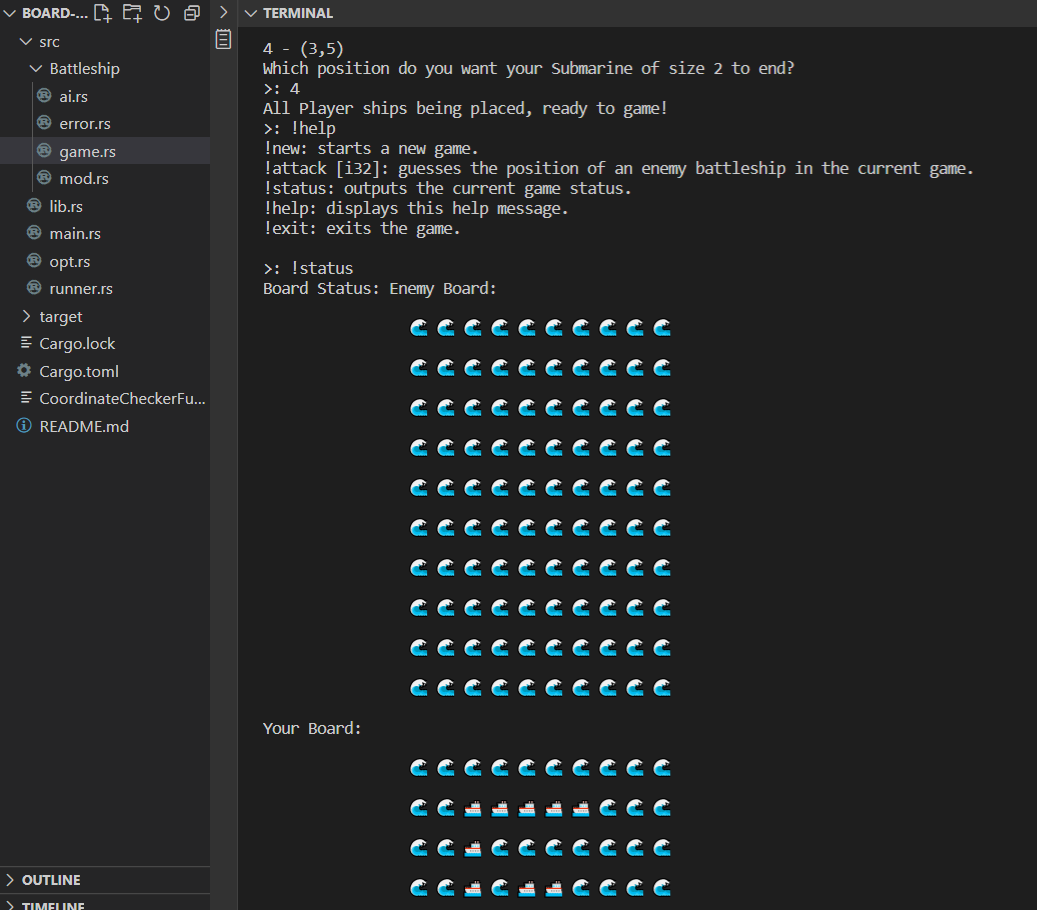 BOARD-...
src
Battleship
ai.rs
error.rs
game.rs
mod.rs
lib.rs
main.rs
opt.rs
runner.rs
target
Cargo.lock
Cargo.toml
CoordinateCheckerFu...
README.md
OUTLINE
TIMELINE
TERMINAL
4 - (3,5)
Which position do you want your Submarine of size 2 to end?
>: 4
All Player ships being placed, ready to game!
>: !help
!new: starts a new game.
!attack [i32]: guesses the position of an enemy battleship in the current game.
!status: outputs the current game status.
!help: displays this help message.
!exit: exits the game.
>: !status
Board Status: Enemy Board:
Your Board: